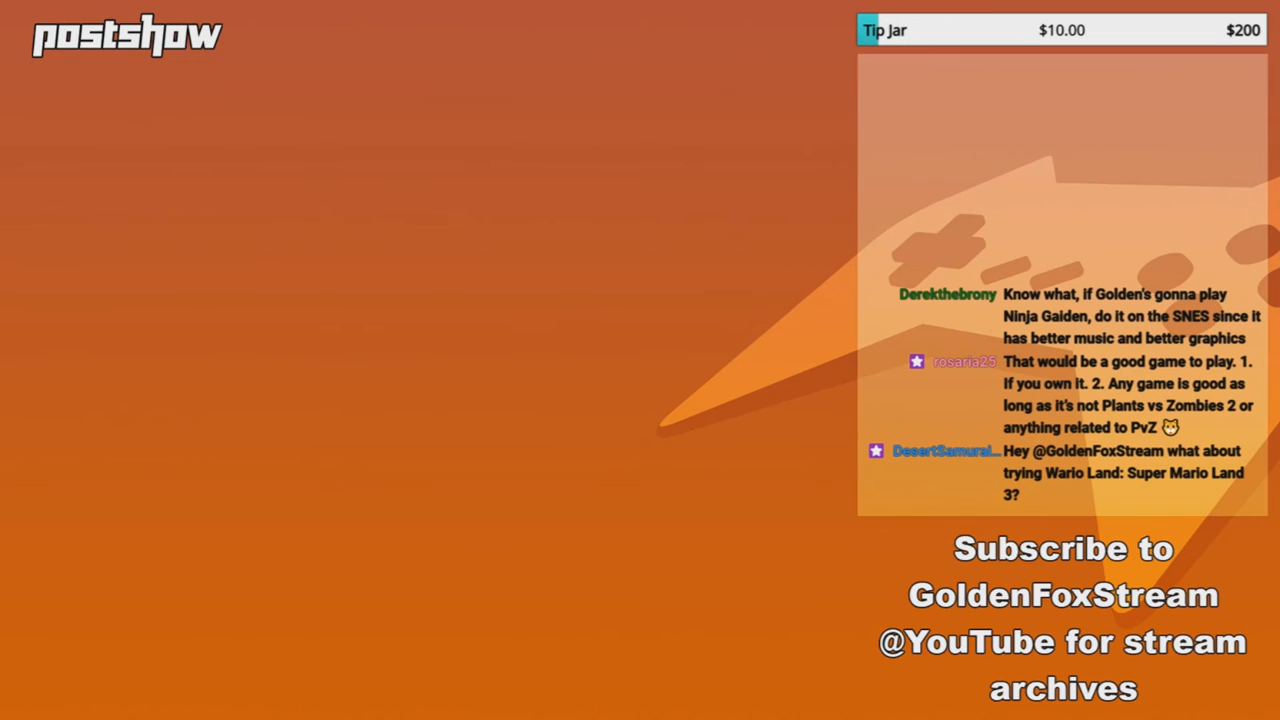 postshow
Tip Jar $10.00 $200
Derekthebrony Know what, if Golden's gonna play
Ninja Gaiden, do it on the SNES since it
has better music and better graphics
rosaria25 That would be a good game to play. 1.
If you own it. 2. Any game is good as
long as it's not Plants vs Zombies 2 or
anything related to PvZ
DesertSamurai... Hey @GoldenFoxStream what about
trying Wario Land: Super Mario Land
3?
Subscribe to
GoldenFoxStream
@YouTube for stream
archives